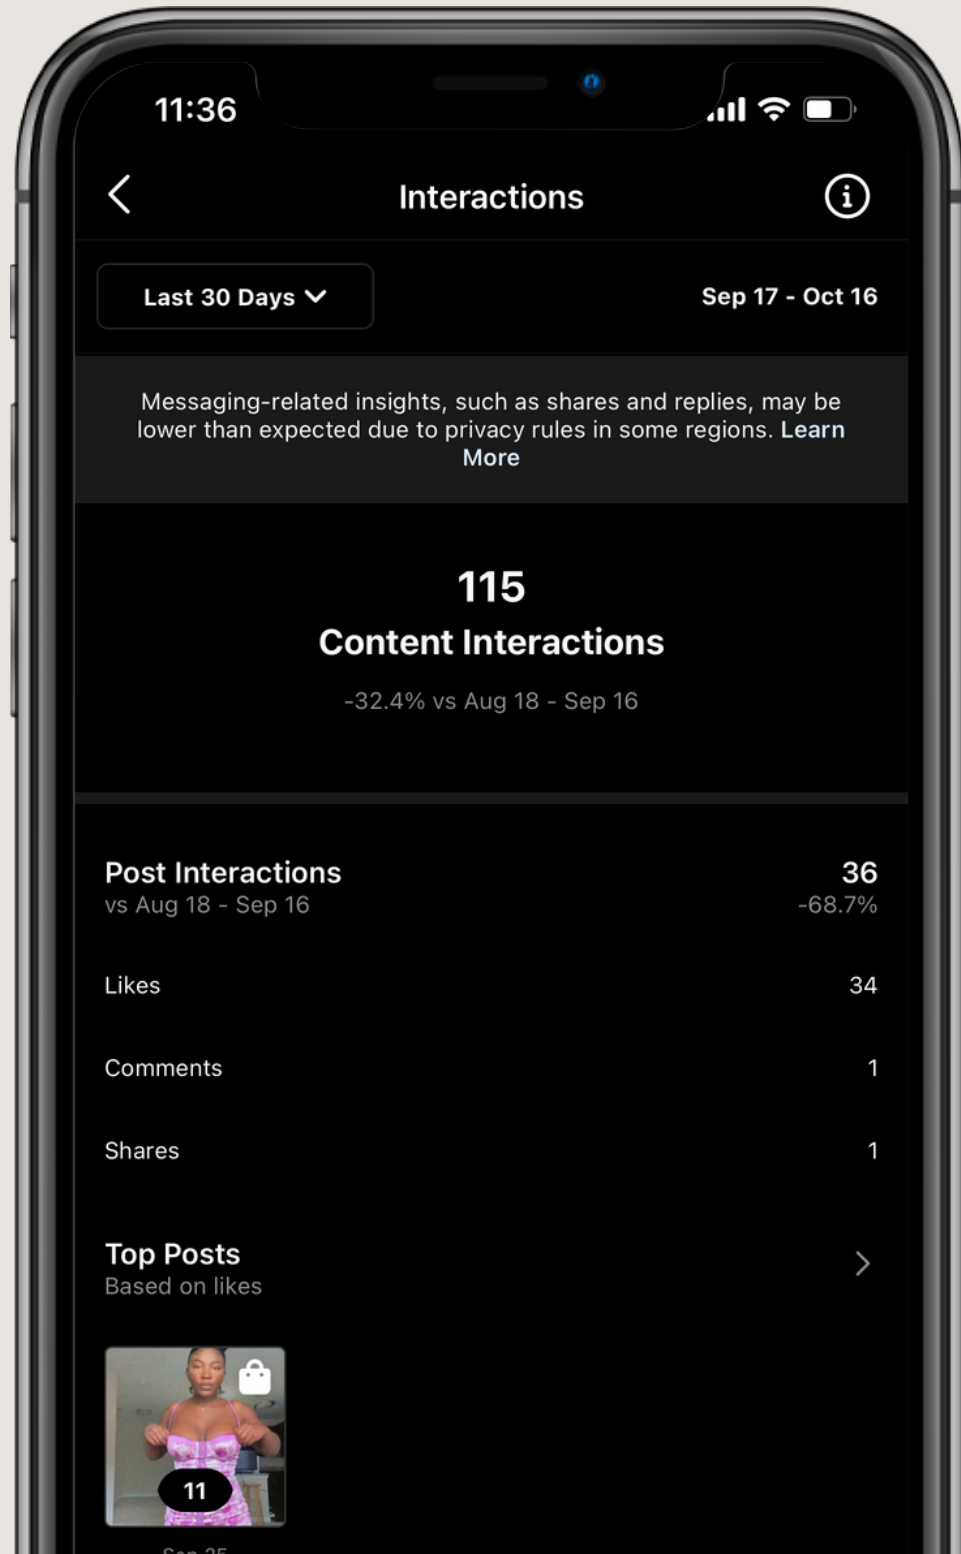 11:36
Interactions
Last 30 Days
Sep 17 - Oct 16
Messaging-related insights, such as shares and replies, may be
lower than expected due to privacy rules in some regions. Learn
More
115
Content Interactions
-32.4% vs Aug 18 - Sep 16
Post Interactions 36
vs Aug 18 - Sep 16 -68.7%
Likes 34
Comments 1
Shares 1
Top Posts
Based on likes
11
Sep 25